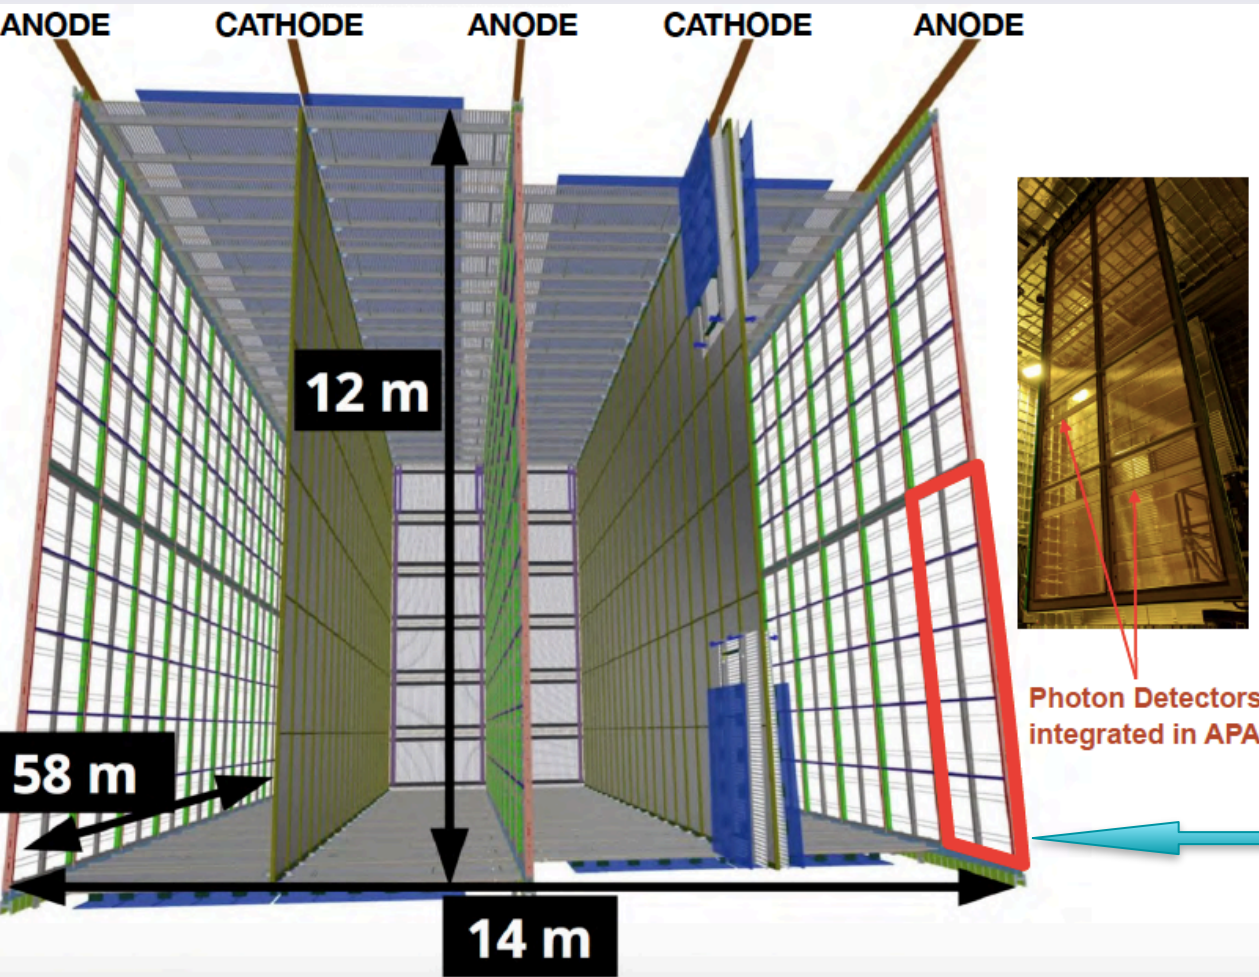 ANODE
CATHODE
ANODE
CATHODE
ANODE
12 m
Photon Detectors
integrated in APA
58 m
14 m